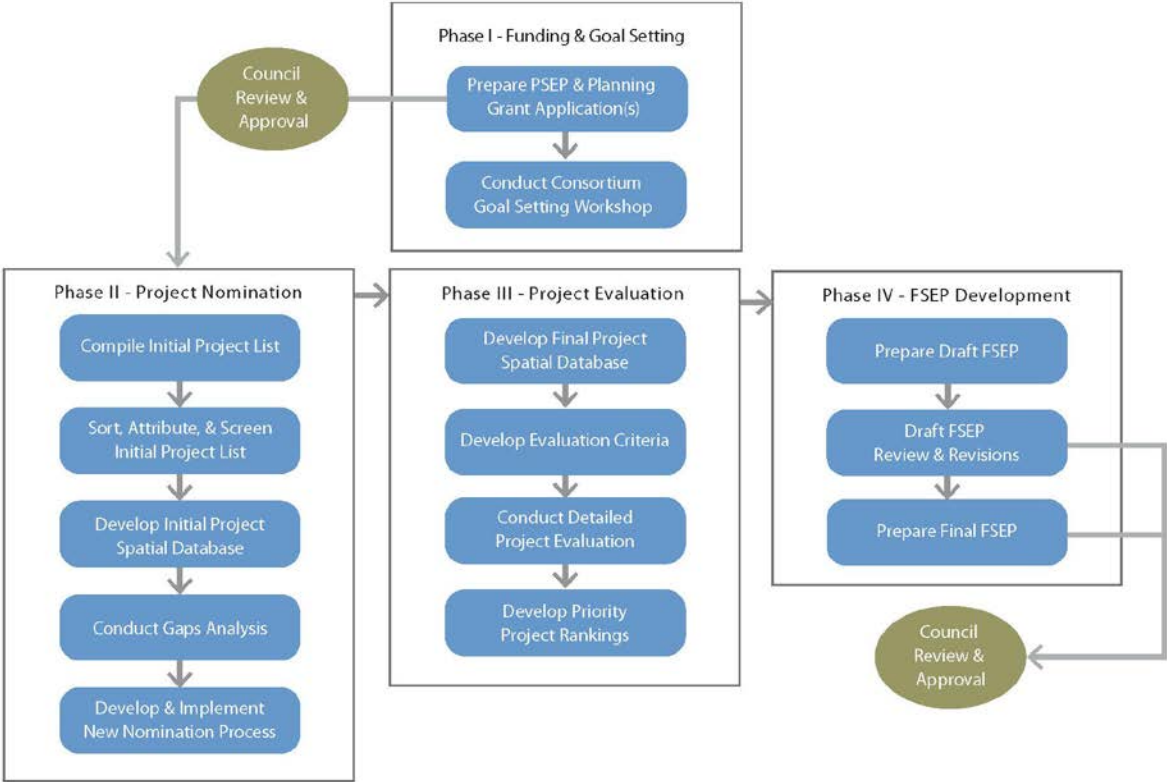 Phase I - Funding & Goal Setting
Council
Review &
Approval
Prepare PSEP & Planning
Grant Application(s)
Conduct Consortium
Goal Setting Workshop
Phase II - Project Nomination
Compile Initial Project List
Sort, Attribute, & Screen
Initial Project List
Develop Initial Project
Spatial Database
Conduct Gaps Analysis
Develop & Implement
New Nomination Process
Phase III - Project Evaluation
Develop Final Project
Spatial Database
Develop Evaluation Criteria
Conduct Detailed
Project Evaluation
Develop Priority
Project Rankings
Phase IV - FSEP Development
Prepare Draft FSEP
Draft FSEP
Review & Revisions
Prepare Final FSEP
Council
Review &
Approval